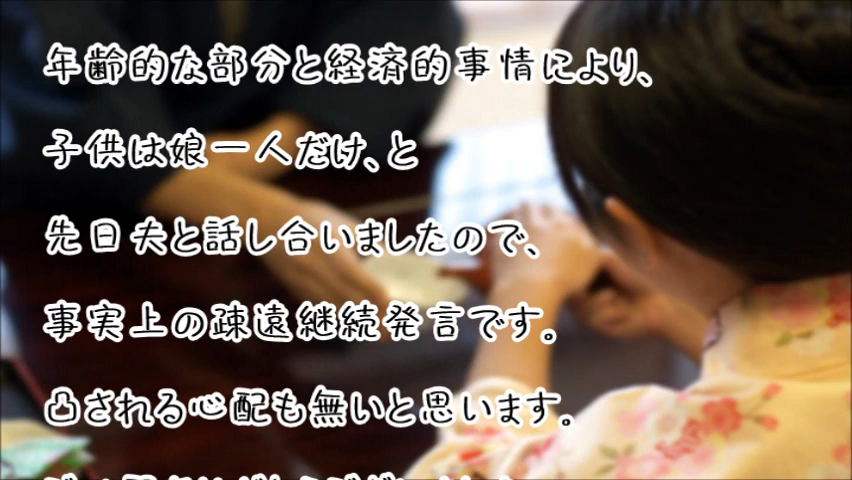 年齢的な部分と経済的事情により、
子供は娘一人だけ、と
先日夫と話し合いましたので、
事実上の疎遠継続発言です。
凸される心配も無いと思います。